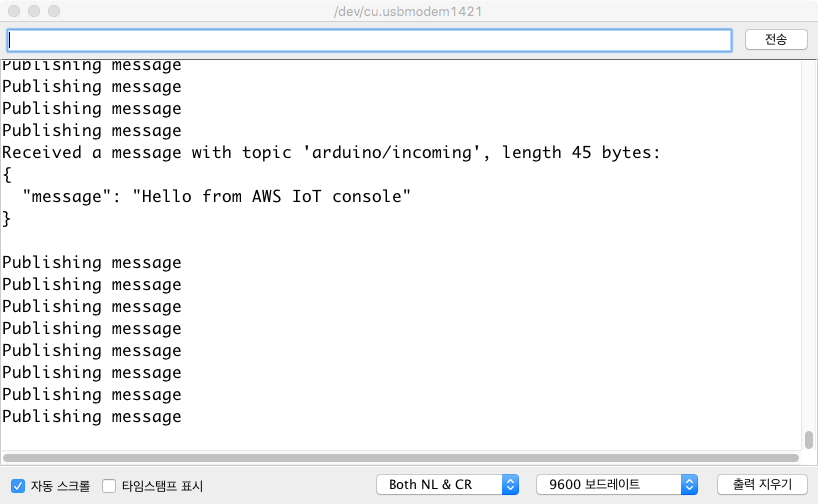 /dev/cu.usbmodem1421
전송
Publishing message
Publishing message
Publishing message
Publishing message
Received a message with topic 'arduino/incoming', length 45 bytes:
{
  "message": "Hello from AWS IoT console"
}
Publishing message
Publishing message
Publishing message
Publishing message
Publishing message
Publishing message
Publishing message
Publishing message
자동 스크롤 타임스탬프 표시 Both NL & CR 9600 보드레이트 출력 지우기